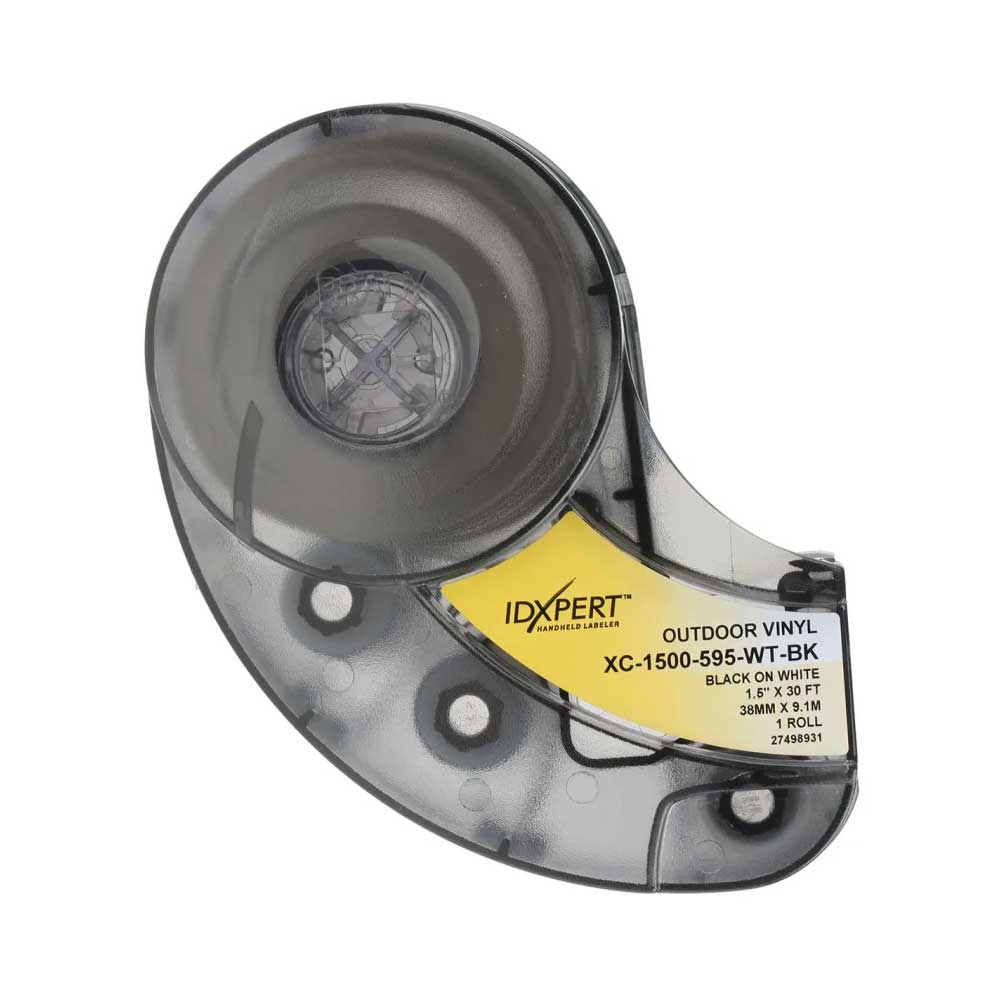 BRADY
IDXPERT™
HANDHELD LABELER
OUTDOOR VINYL
XC-1500-595-WT-BK
BLACK ON WHITE
1.5" X 30 FT
38MM X 9.1M
1 ROLL
27498931